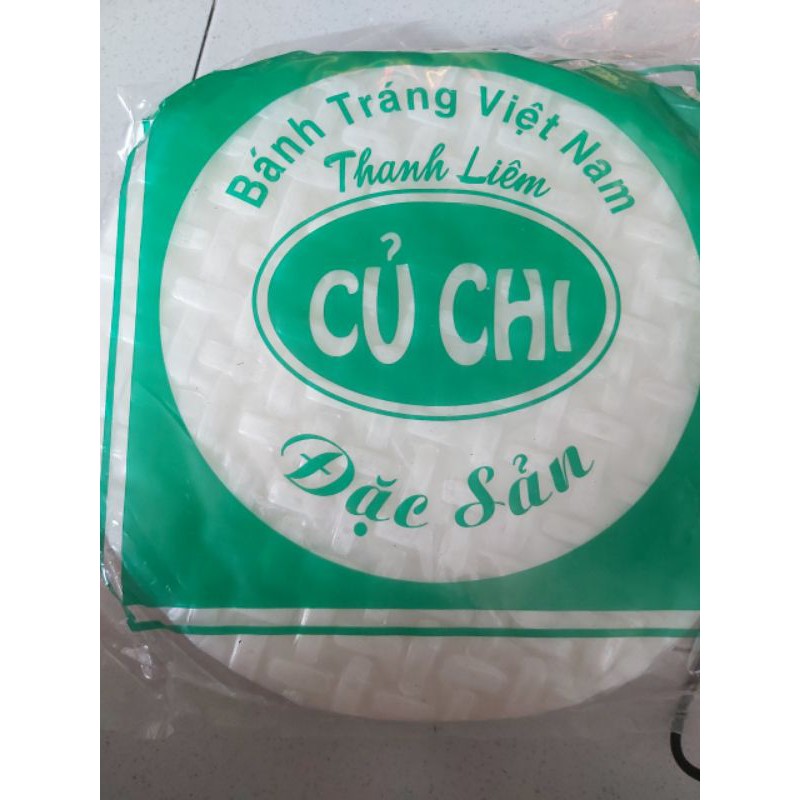 Bánh Tráng Việt Nam
Thanh Liêm
CỦ CHI
Đặc Sản